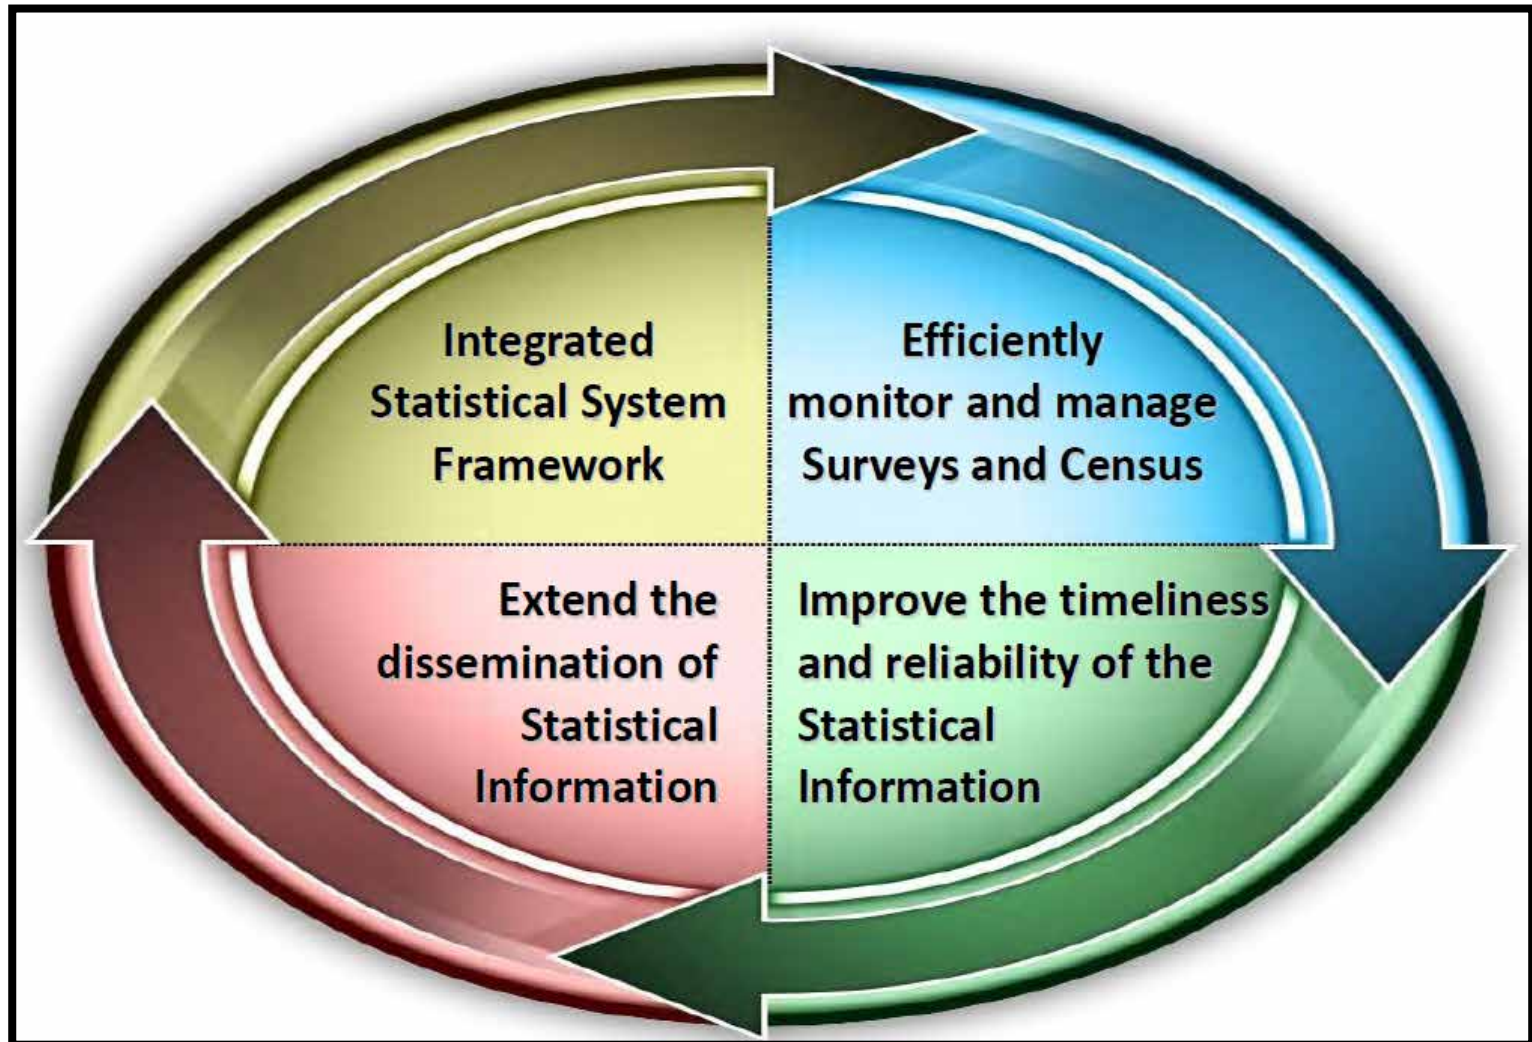 Integrated
Statistical System
Framework
Efficiently
monitor and manage
Surveys and Census
Extend the
dissemination of
Statistical
Information
Improve the timeliness
and reliability of the
Statistical
Information